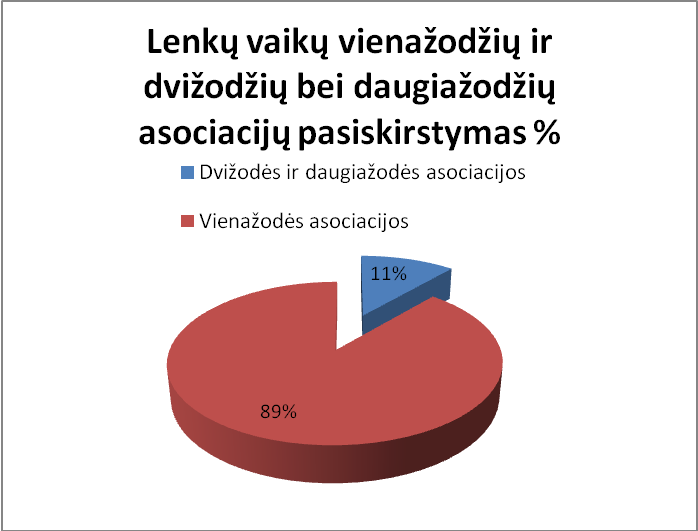 Lenkų vaikų vienažodžių ir
dvižodžių bei daugiažodžių
asociacijų pasiskirstymas %
Dvižodės ir daugiažodės asociacijos
Vienažodės asociacijos
11%
89%